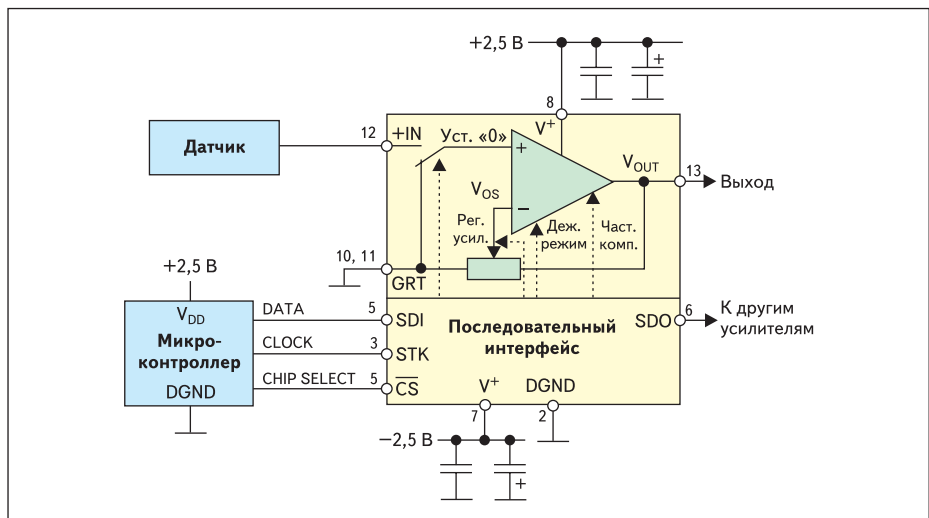 +2,5 В
+
8
V+
Датчик
12
+IN
Уст. «0»
+
VOUT
13
Выход
VOS
−
Рег.
усил.
Деж.
режим
Част.
комп.
10, 11
GRT
+2,5 В
VDD
Микро-
контроллер
DGND
DATA
5
SDI
CLOCK
3
STK
CHIP SELECT
5
CS
Последовательный
интерфейс
SDO
6
К другим
усилителям
V+
DGND
7
2
−2,5 В
+